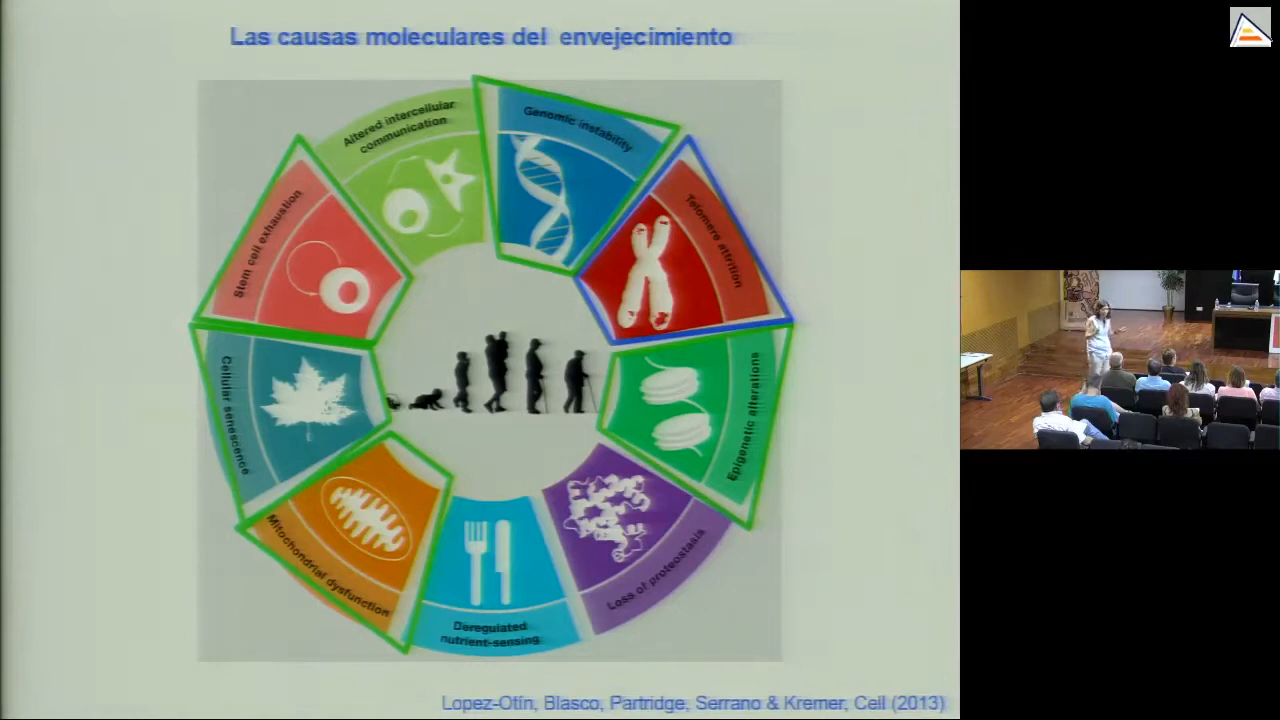 Las causas moleculares del envejecimiento
Altered intercellular
communication
Genomic instability
Telomere attrition
Epigenetic alterations
Loss of proteostasis
Deregulated
nutrient-sensing
Mitochondrial dysfunction
Cellular senescence
Stem cell exhaustion
Lopez-Otín, Blasco, Partridge, Serrano & Kremer, Cell (2013)